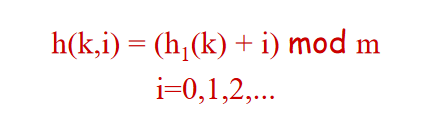 h(k,i) = (h₁(k) + i) mod m
i=0,1,2,...